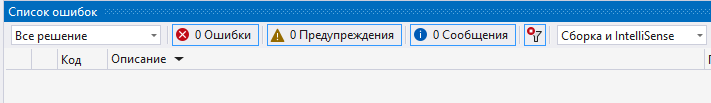 Список ошибок
Все решение 0 Ошибки 0 Предупреждения 0 Сообщения Сборка и IntelliSense
Код Описание